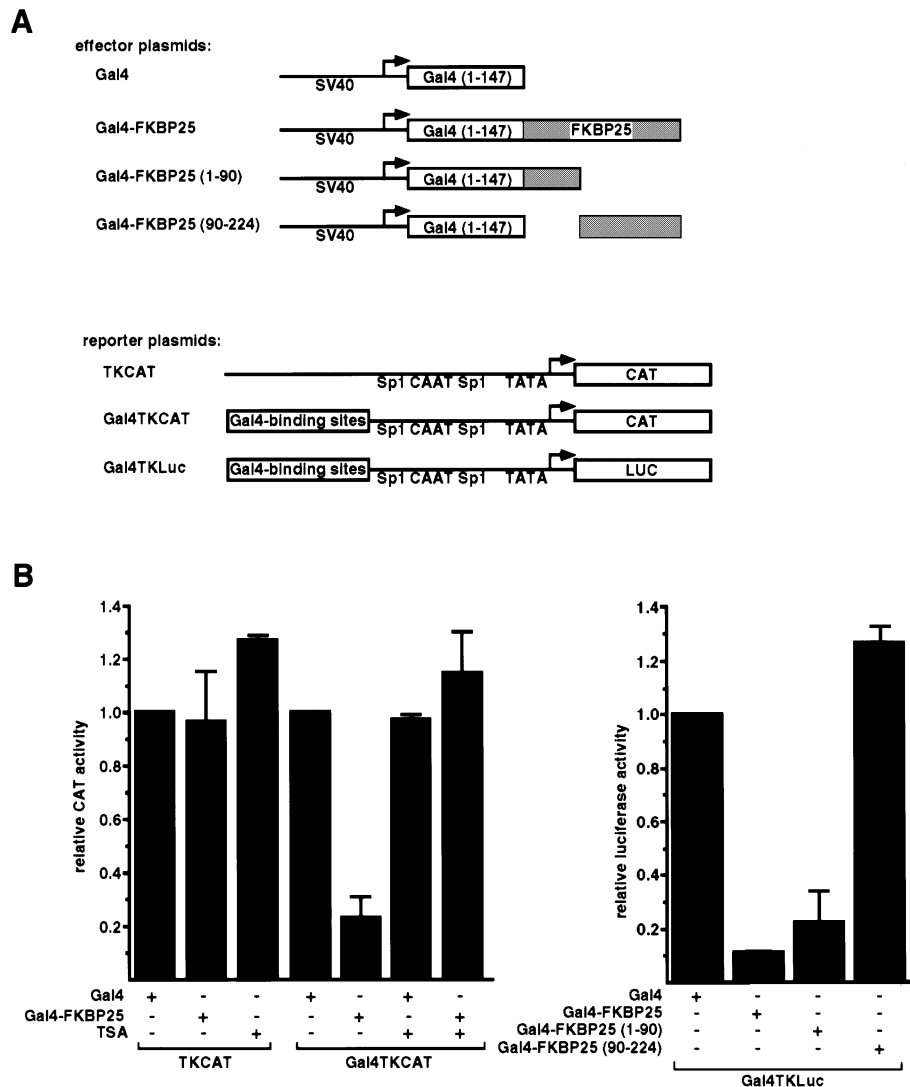 A
effector plasmids:
Gal4
SV40
Gal4 (1-147)
Gal4-FKBP25
SV40
Gal4 (1-147)
FKBP25
Gal4-FKBP25 (1-90)
SV40
Gal4 (1-147)
Gal4-FKBP25 (90-224)
SV40
Gal4 (1-147)
reporter plasmids:
TKCAT
Sp1 CAAT Sp1 TATA
CAT
Gal4TKCAT
Gal4-binding sites
Sp1 CAAT Sp1 TATA
CAT
Gal4TKLuc
Gal4-binding sites
Sp1 CAAT Sp1 TATA
LUC
B
relative CAT activity
1.4
1.2
1.0
0.8
0.6
0.4
0.2
Gal4 + - - + - + -
Gal4-FKBP25 - + - - + - +
TSA - - + - - + +
TKCAT
Gal4TKCAT
relative luciferase activity
1.4
1.2
1.0
0.8
0.6
0.4
0.2
Gal4 + - - -
Gal4-FKBP25 - + - -
Gal4-FKBP25 (1-90) - - + -
Gal4-FKBP25 (90-224) - - - +
Gal4TKLuc